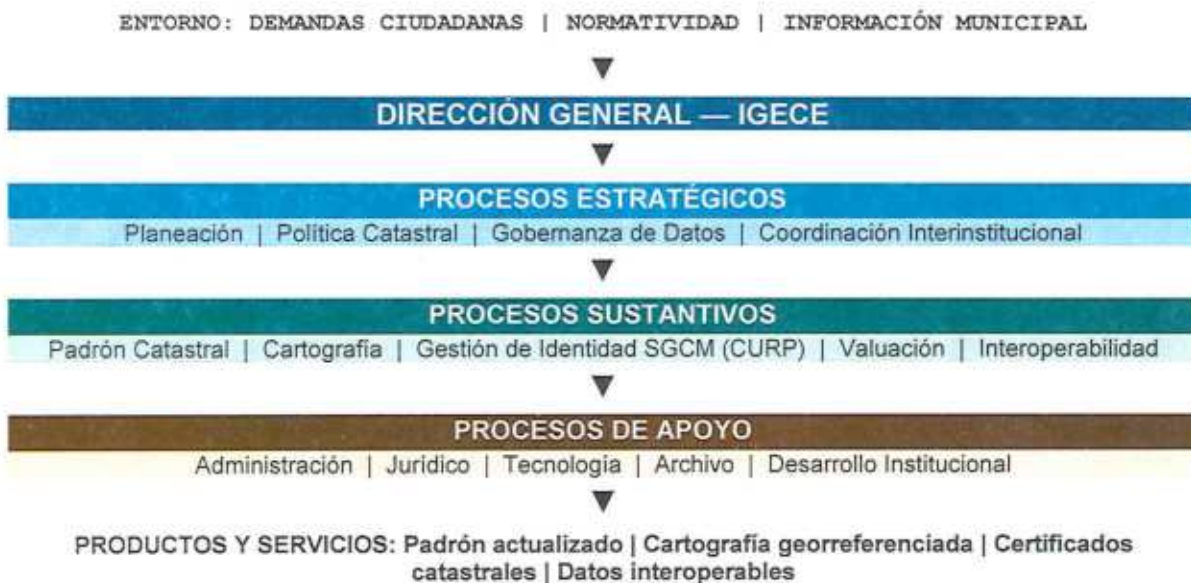 ENTORNO: DEMANDAS CIUDADANAS | NORMATIVIDAD | INFORMACIÓN MUNICIPAL
DIRECCIÓN GENERAL — IGECE
PROCESOS ESTRATÉGICOS
Planeación | Política Catastral | Gobernanza de Datos | Coordinación Interinstitucional
PROCESOS SUSTANTIVOS
Padrón Catastral | Cartografía | Gestión de Identidad SGCM (CURP) | Valuación | Interoperabilidad
PROCESOS DE APOYO
Administración | Jurídico | Tecnología | Archivo | Desarrollo Institucional
PRODUCTOS Y SERVICIOS: Padrón actualizado | Cartografía georreferenciada | Certificados
catastrales | Datos interoperables